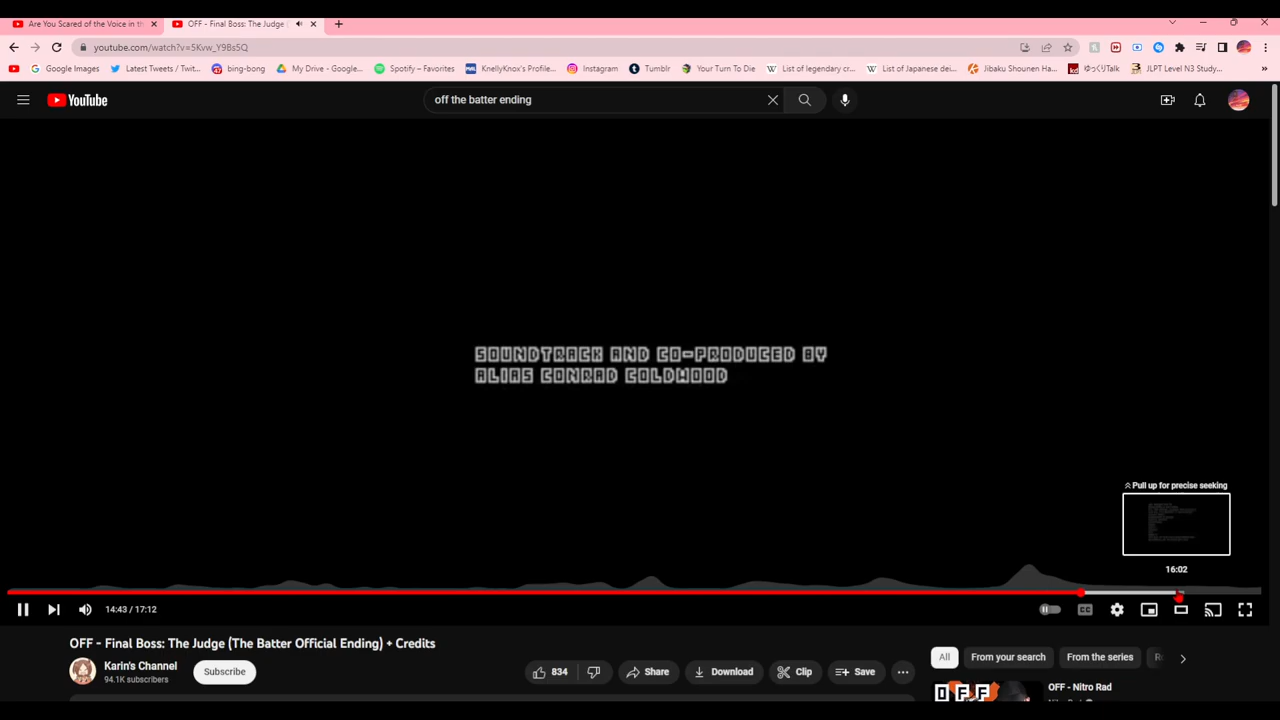 Are You Scared of the Voice in th
OFF - Final Boss: The Judge
youtube.com/watch?v=5Kvw_Y9Bs5Q
Google Images
Latest Tweets / Twit...
bing-bong
My Drive - Google...
Spotify – Favorites
KnellyKnox's Profile...
Instagram
Tumblr
Your Turn To Die
List of legendary cr...
List of Japanese dei...
Jibaku Shounen Ha...
ゆっくりTalk
JLPT Level N3 Study...
YouTube
off the batter ending
SOUNDTRACK AND CO-PRODUCED BY
ALIAS CONRAD COLDWOOD
Pull up for precise seeking
16:02
14:43 / 17:12
CC
OFF - Final Boss: The Judge (The Batter Official Ending) + Credits
Karin's Channel
94.1K subscribers
Subscribe
834
Share
Download
Clip
Save
All
From your search
From the series
OFF
OFF - Nitro Rad